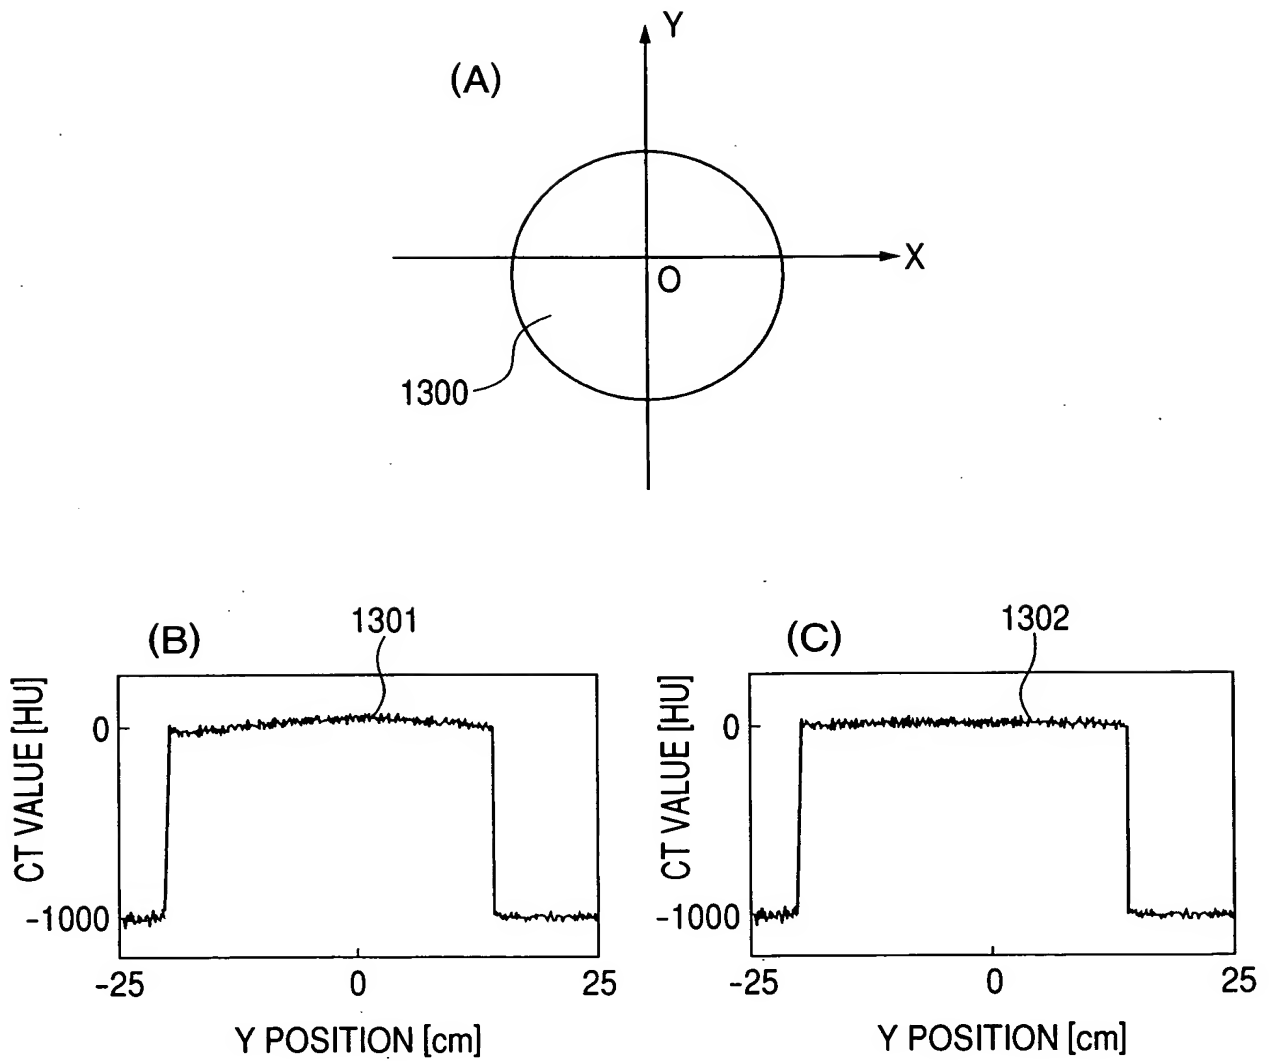 Y
(A)
X
O
1300
1301
(B)
CT VALUE [HU]
0
-1000
-25
0
25
Y POSITION [cm]
1302
(C)
CT VALUE [HU]
0
-1000
-25
0
25
Y POSITION [cm]